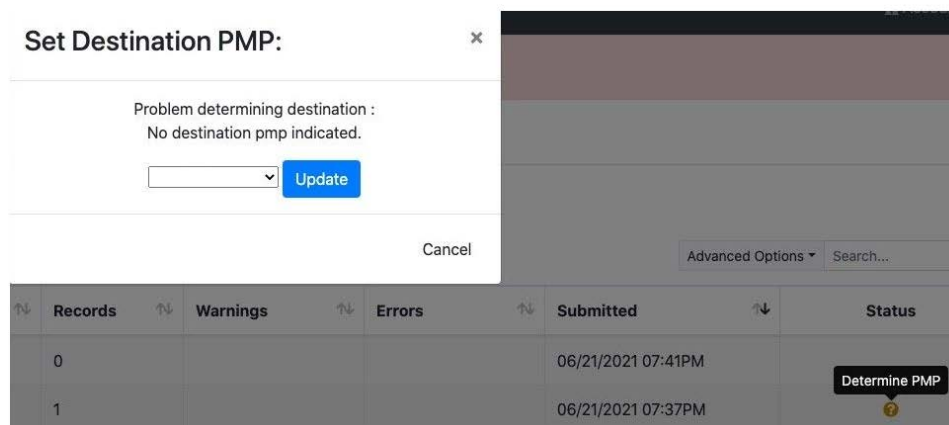 Set Destination PMP:
×
Problem determining destination :
No destination pmp indicated.
Update
Cancel
Advanced Options
Search...
Records
Warnings
Errors
Submitted
Status
0
06/21/2021 07:41PM
Determine PMP
1
06/21/2021 07:37PM
?